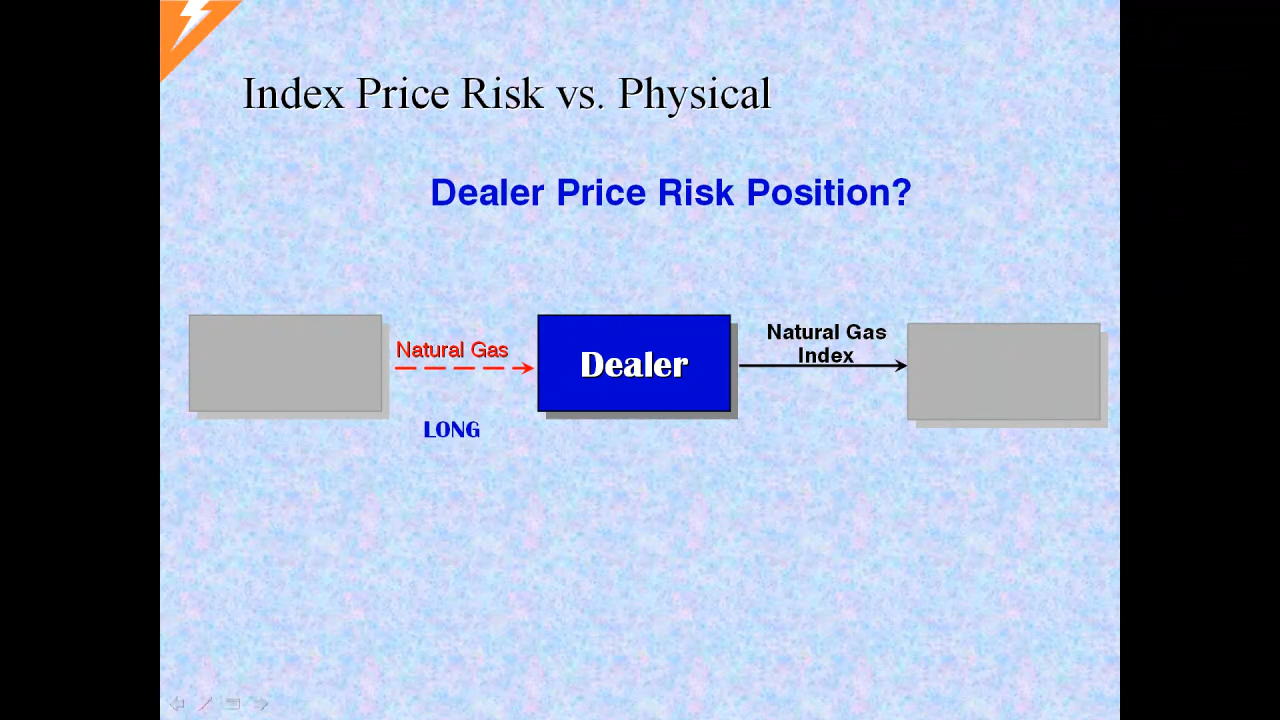 Index Price Risk vs. Physical
Dealer Price Risk Position?
Natural Gas
LONG
Dealer
Natural Gas
Index